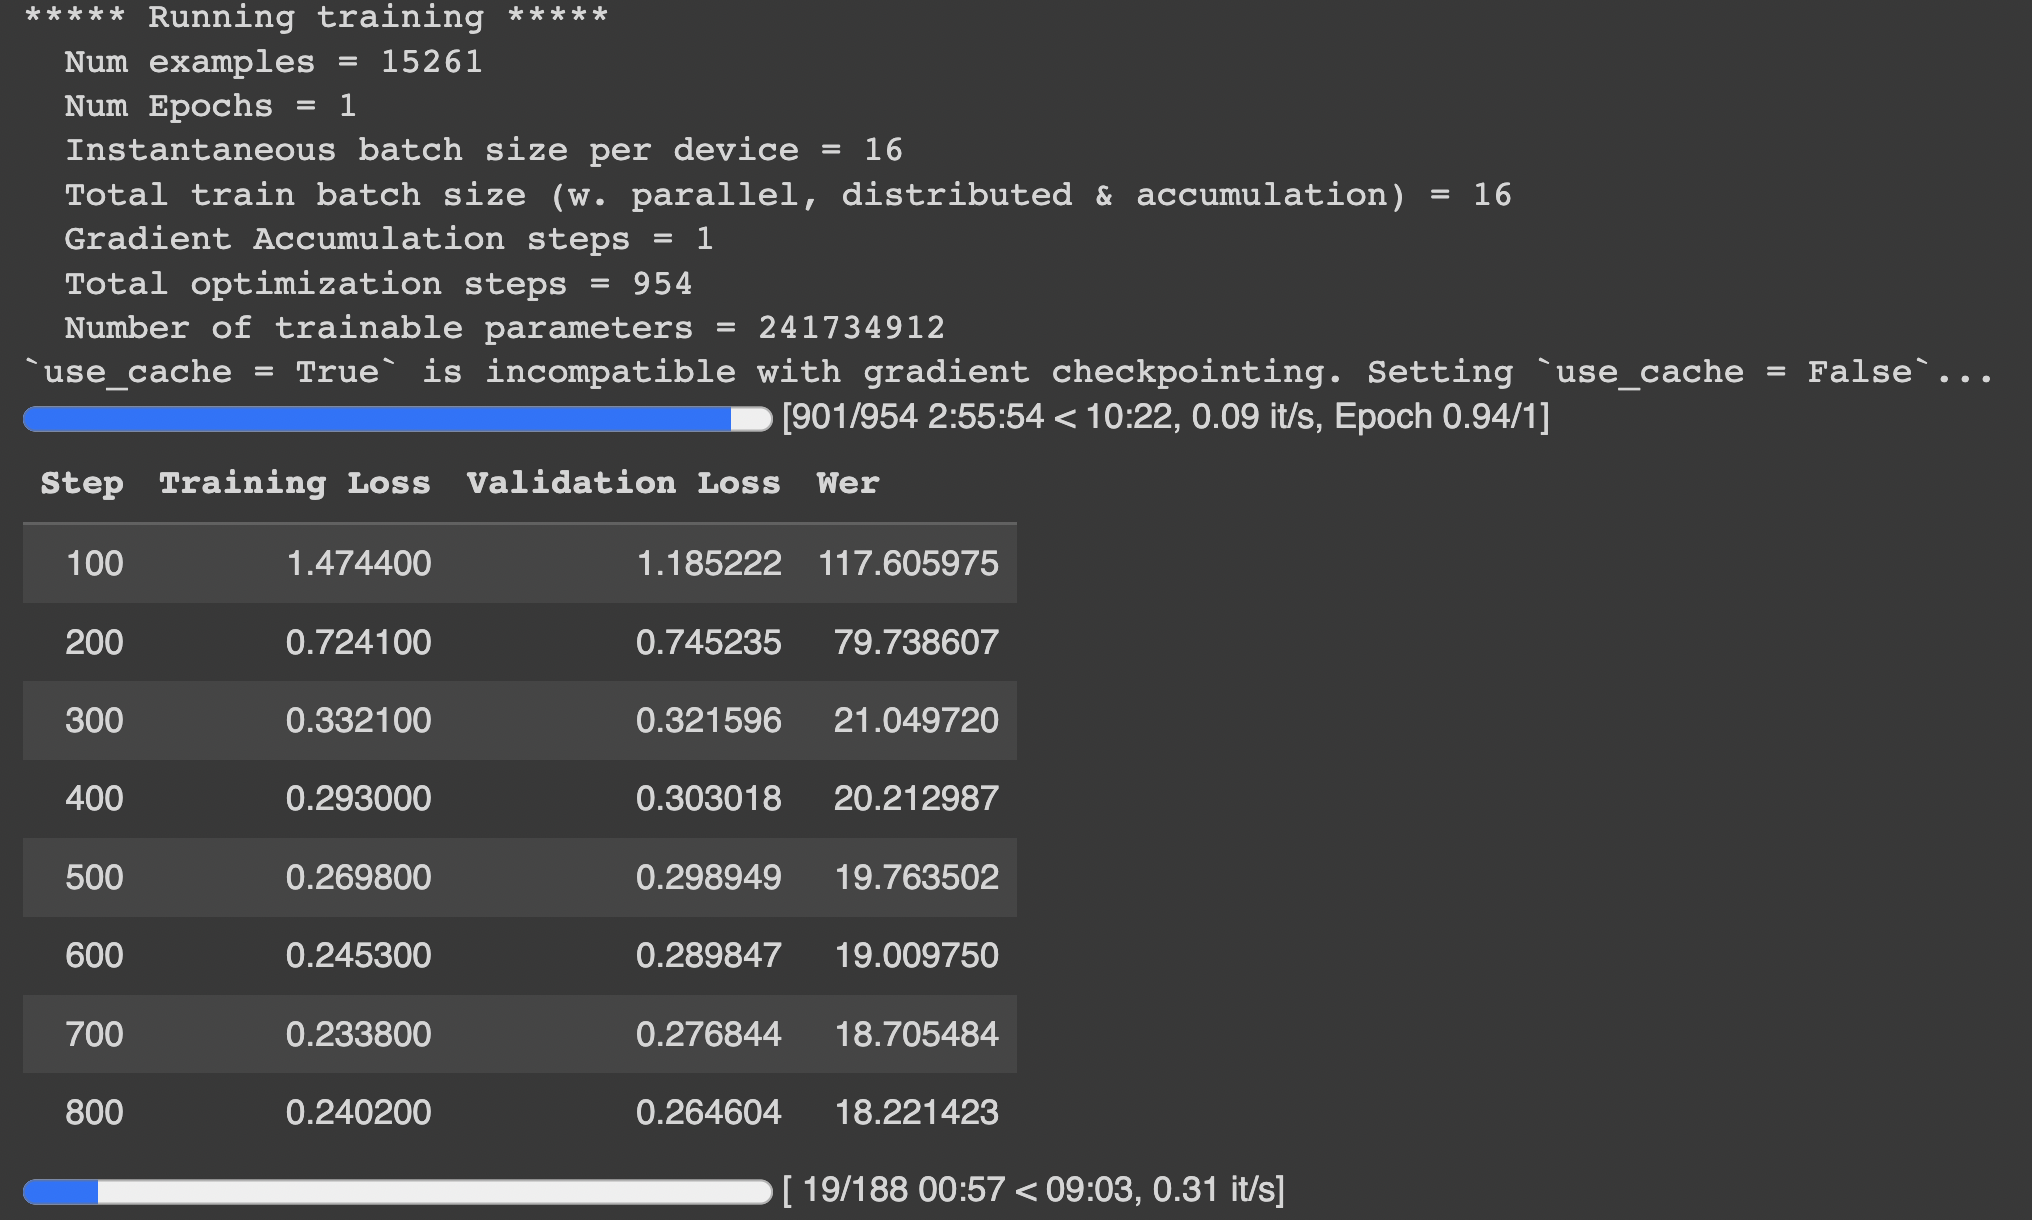 ***** Running training *****
Num examples = 15261
Num Epochs = 1
Instantaneous batch size per device = 16
Total train batch size (w. parallel, distributed & accumulation) = 16
Gradient Accumulation steps = 1
Total optimization steps = 954
Number of trainable parameters = 241734912
`use_cache = True` is incompatible with gradient checkpointing. Setting `use_cache = False`...
[901/954 2:55:54 < 10:22, 0.09 it/s, Epoch 0.94/1]
Step Training Loss Validation Loss Wer
100 1.474400 1.185222 117.605975
200 0.724100 0.745235 79.738607
300 0.332100 0.321596 21.049720
400 0.293000 0.303018 20.212987
500 0.269800 0.298949 19.763502
600 0.245300 0.289847 19.009750
700 0.233800 0.276844 18.705484
800 0.240200 0.264604 18.221423
[ 19/188 00:57 < 09:03, 0.31 it/s]